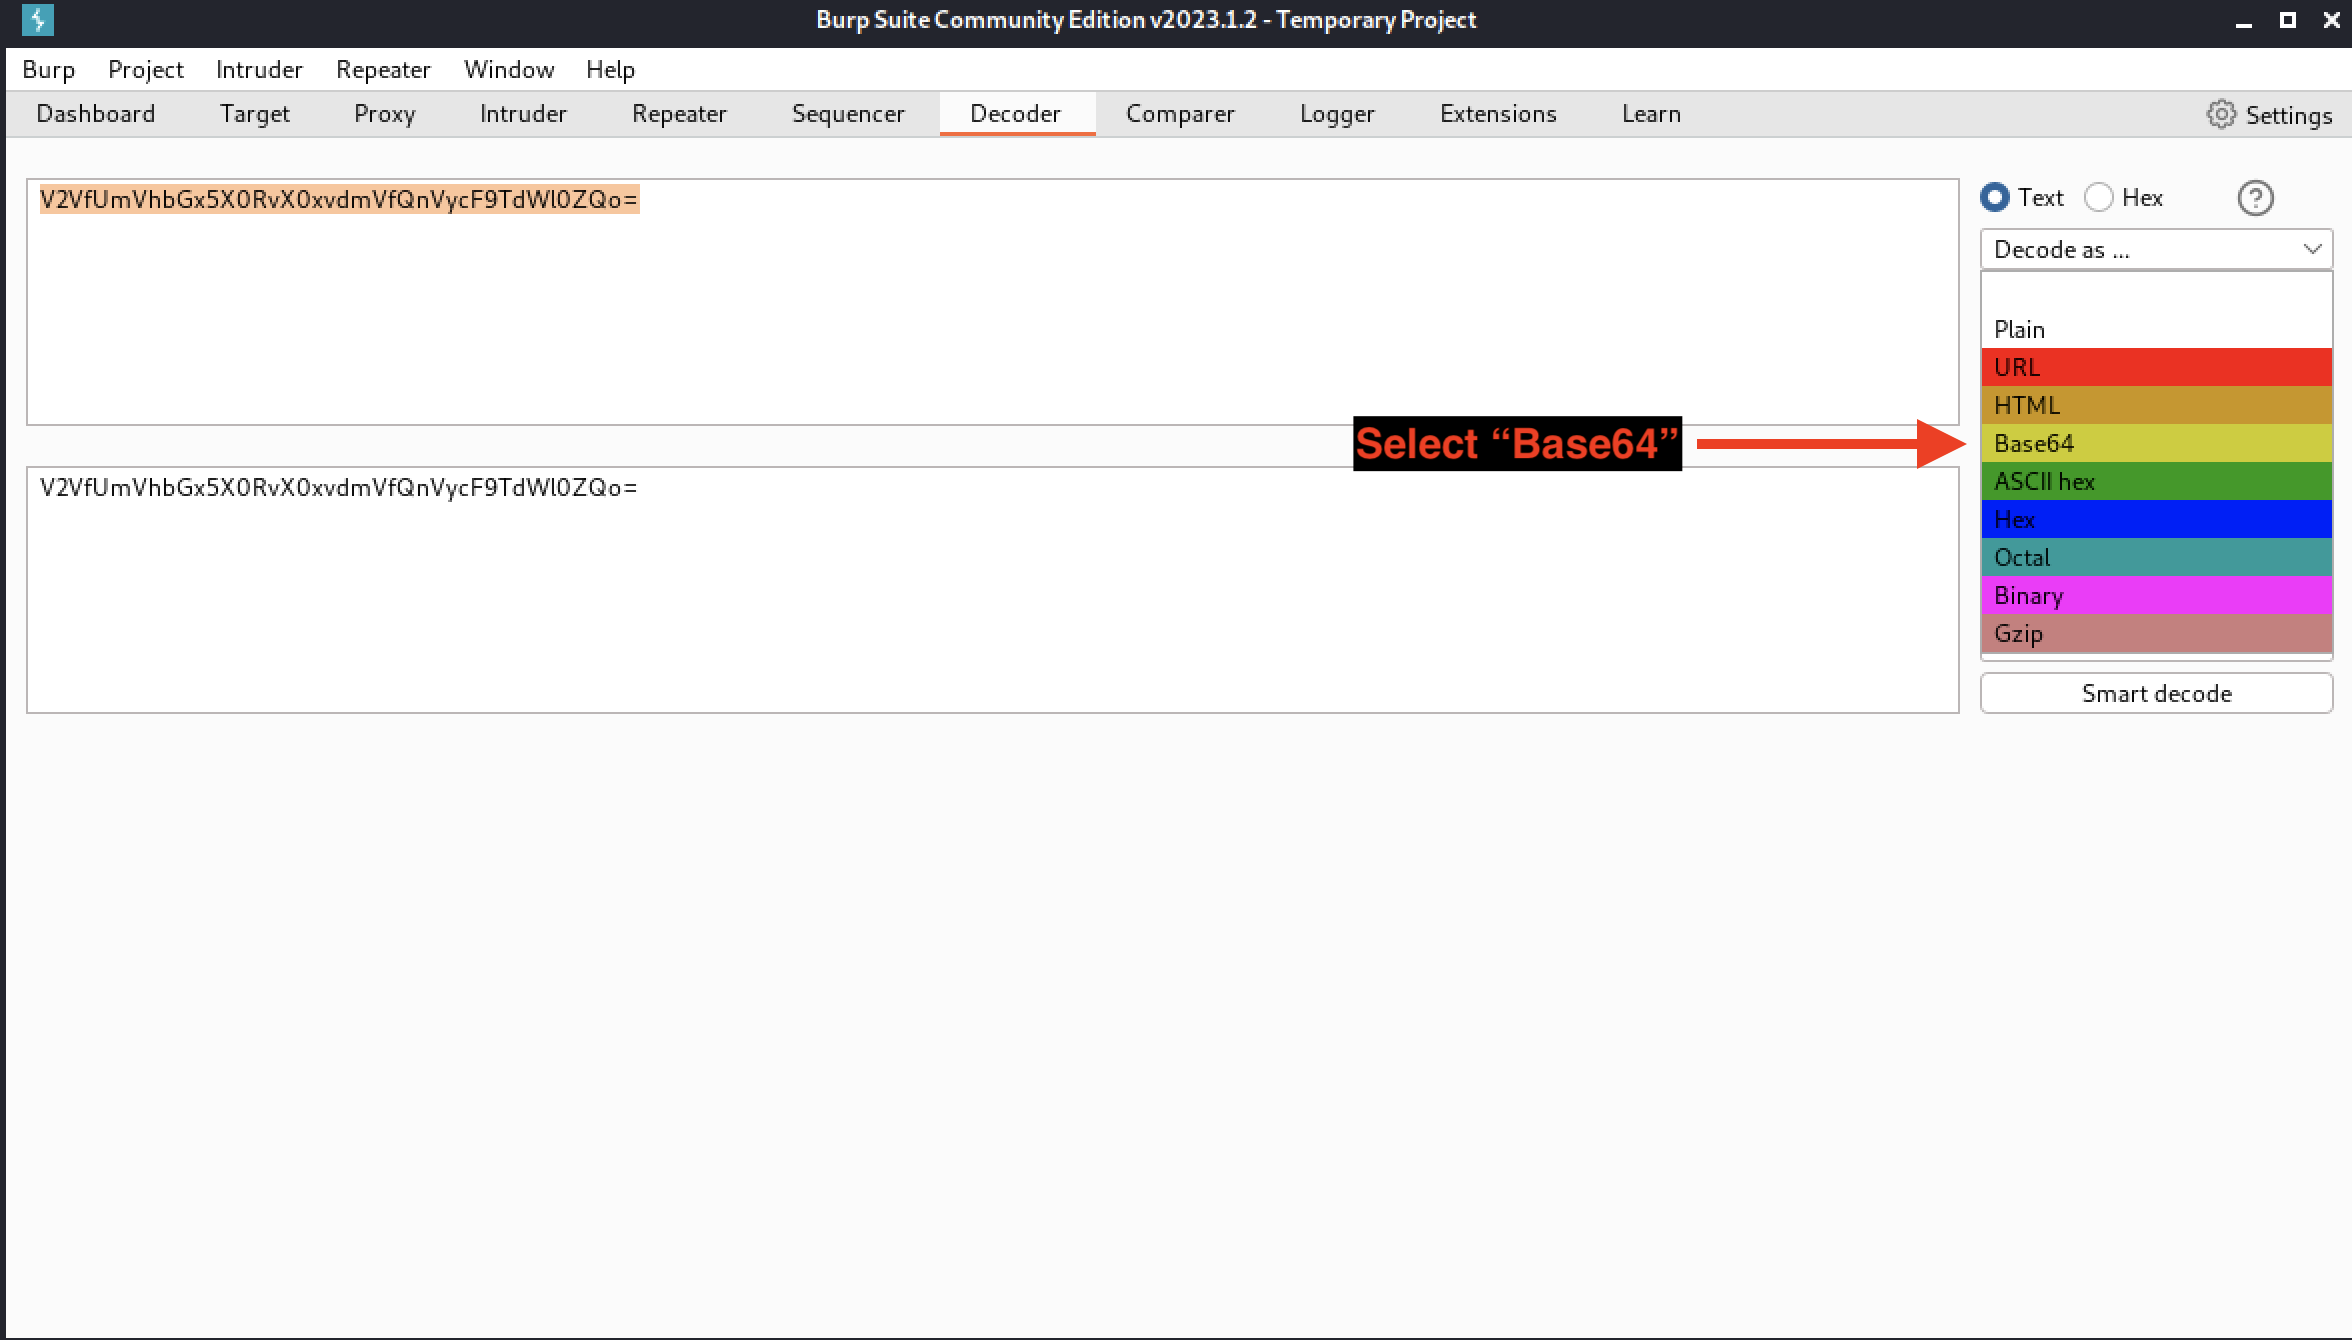 Burp Suite Community Edition v2023.1.2 - Temporary Project
Burp Project Intruder Repeater Window Help
Dashboard Target Proxy Intruder Repeater Sequencer Decoder Comparer Logger Extensions Learn Settings
V2VfUmVhbGx5X0RvX0xvdmVfQnVycF9TdWl0ZQo=
Text Hex ?
Decode as ...
Plain
URL
HTML
Select “Base64”
Base64
ASCII hex
V2VfUmVhbGx5X0RvX0xvdmVfQnVycF9TdWl0ZQo=
Hex
Octal
Binary
Gzip
Smart decode